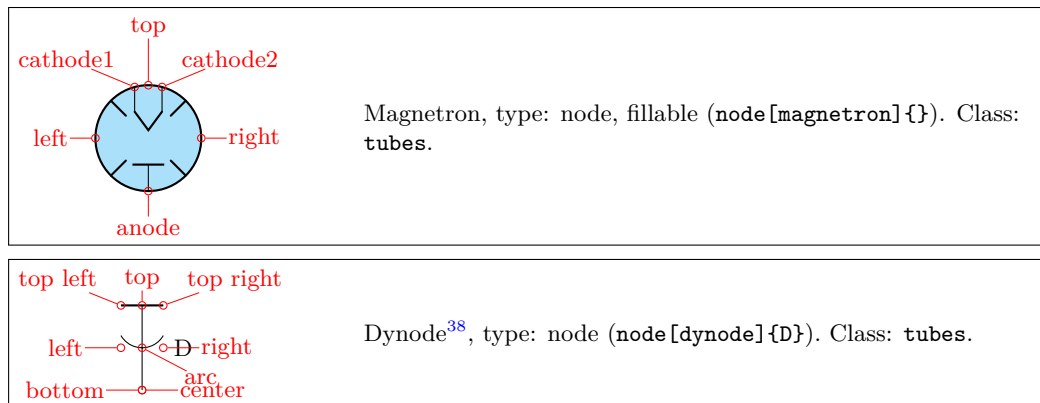 top
cathode1 cathode2
left right
anode
Magnetron, type: node, fillable (node[magnetron]{}). Class:
tubes.
top left top top right
left D right
arc
bottom center
Dynode38, type: node (node[dynode]{D}). Class: tubes.